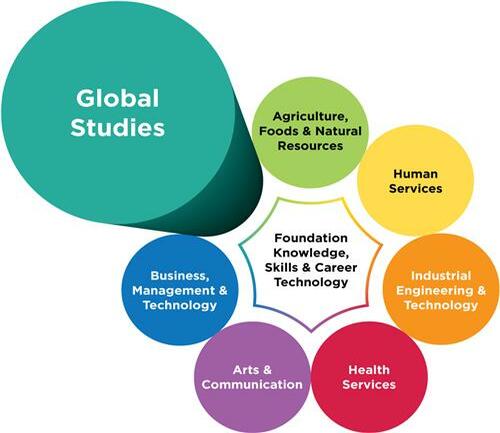 Global
Studies
Agriculture,
Foods & Natural
Resources
Human
Services
Foundation
Knowledge,
Skills & Career
Technology
Business,
Management &
Technology
Industrial
Engineering &
Technology
Arts &
Communication
Health
Services